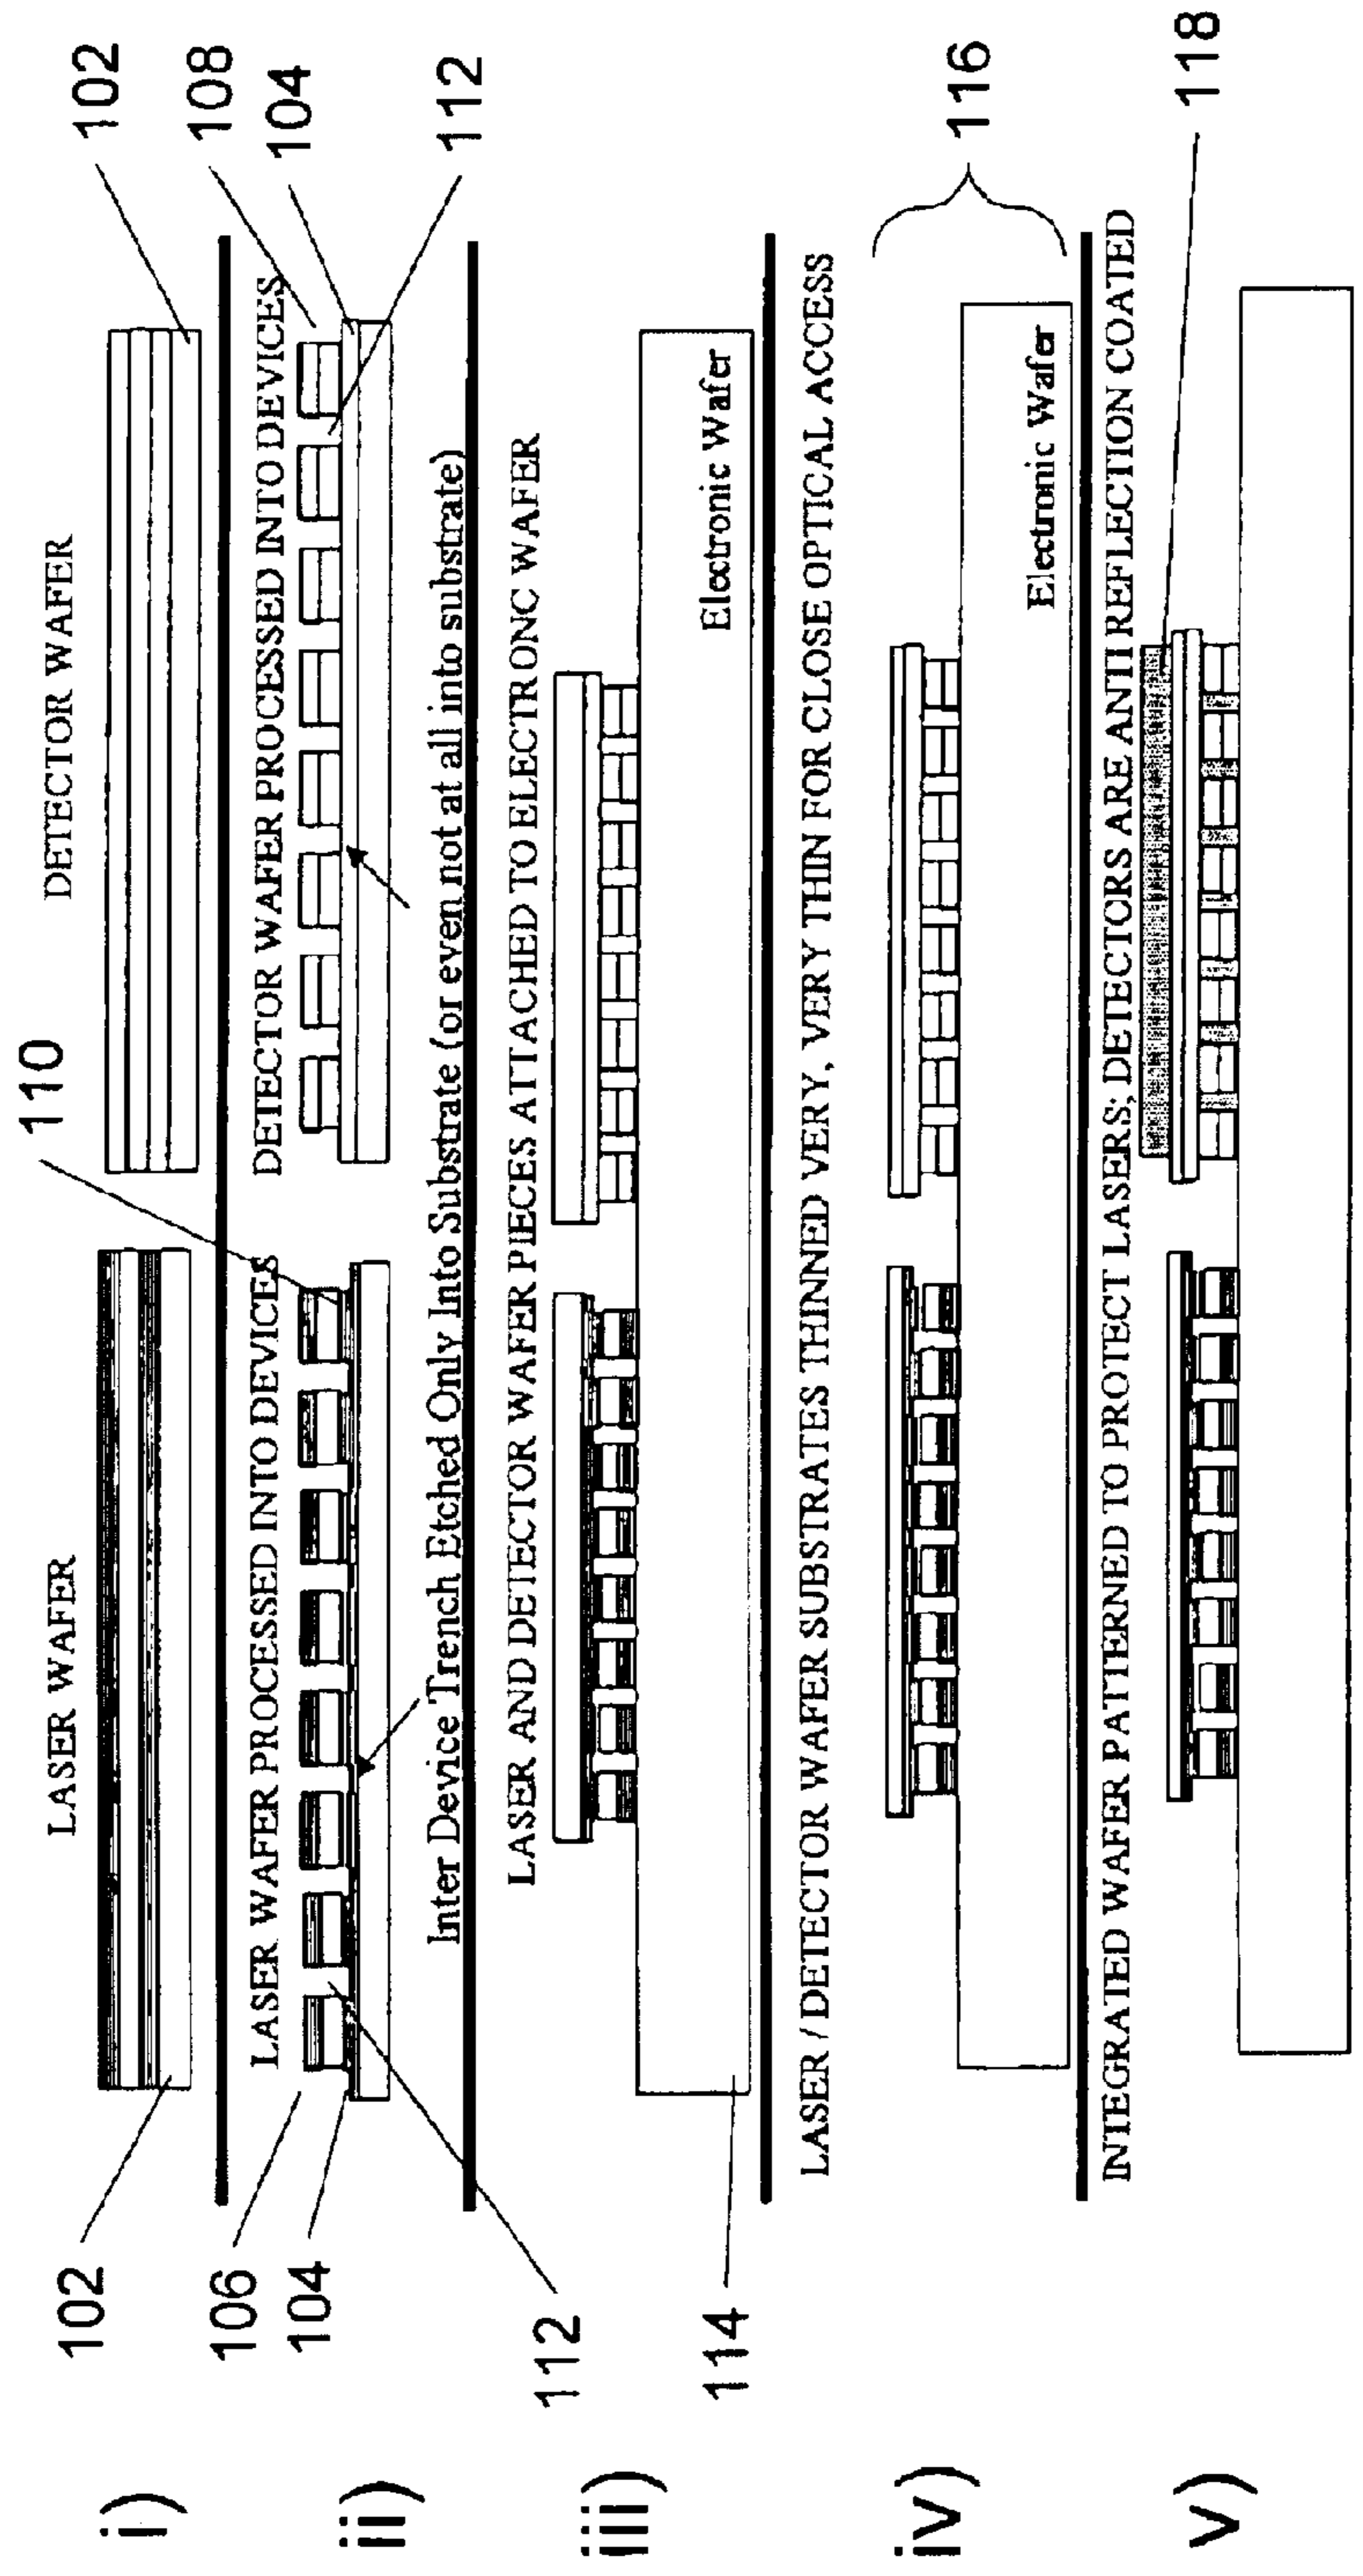 i)
LASER WAFER
DETECTOR WAFER
102
110
102
ii)
LASER WAFER PROCESSED INTO DEVICES
DETECTOR WAFER PROCESSED INTO DEVICES
106
104
108
104
112
112
Inter Device Trench Etched Only Into Substrate (or even not at all into substrate)
iii)
LASER AND DETECTOR WAFER PIECES ATTACHED TO ELECTRONC WAFER
Electronic Wafer
114
iv)
LASER / DETECTOR WAFER SUBSTRATES THINNED VERY, VERY THIN FOR CLOSE OPTICAL ACCESS
Electronic Wafer
116
v)
INTEGRATED WAFER PATTERNED TO PROTECT LASERS; DETECTORS ARE ANTI REFLECTION COATED
118